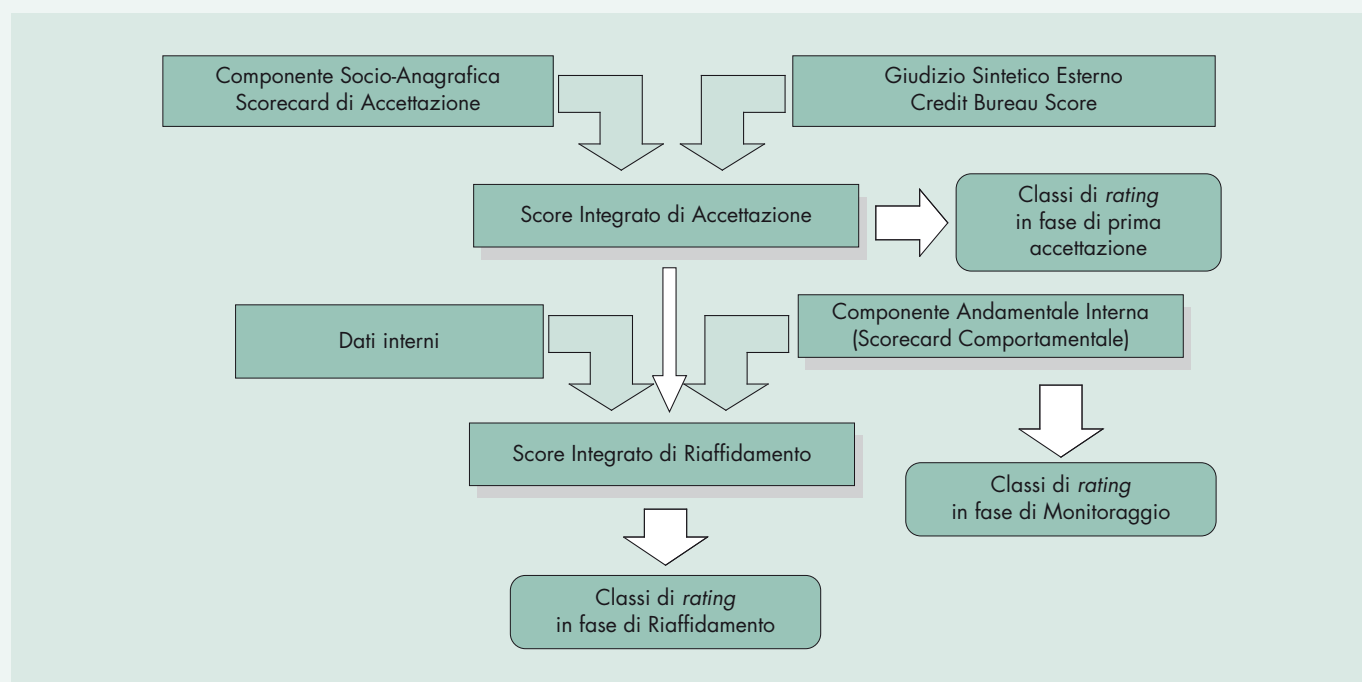 Componente Socio-Anagrafica
Scorecard di Accettazione
Giudizio Sintetico Esterno
Credit Bureau Score
Score Integrato di Accettazione
Classi di rating
in fase di prima
accettazione
Dati interni
Componente Andamentale Interna
(Scorecard Comportamentale)
Score Integrato di Riaffidamento
Classi di rating
in fase di Monitoraggio
Classi di rating
in fase di Riaffidamento